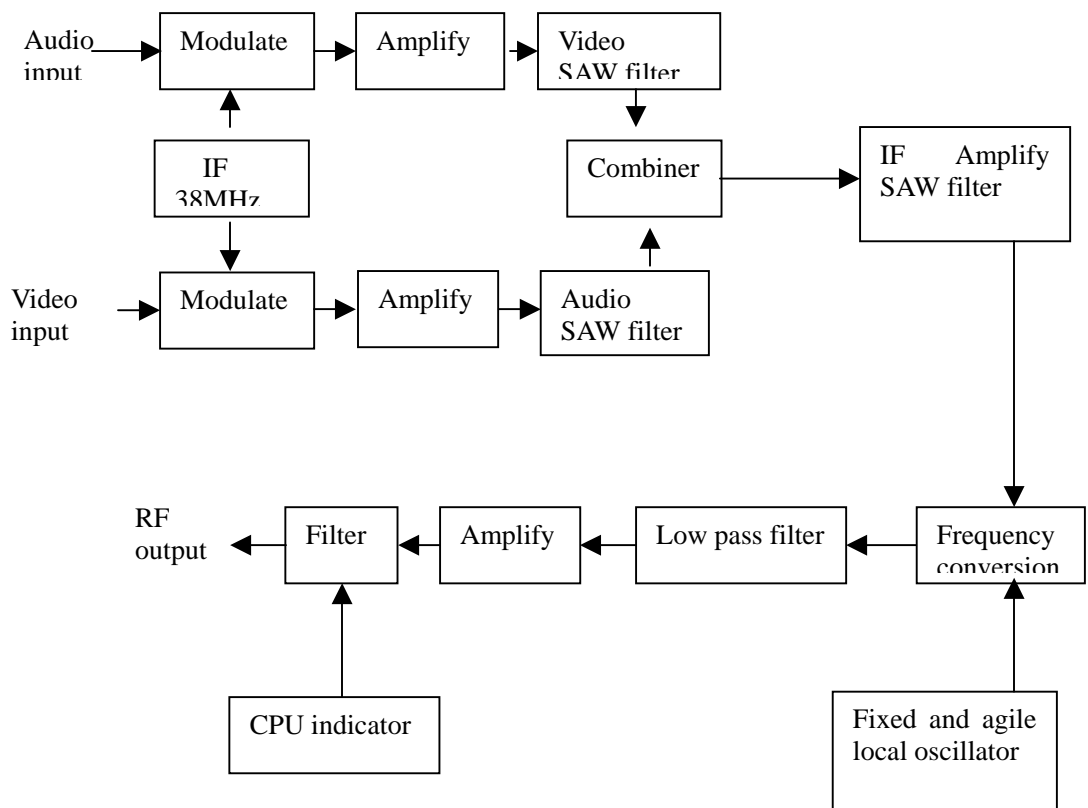 Audio
input
Modulate
Amplify
Video
SAW filter
IF
38MHz
Combiner
IF Amplify
SAW filter
Video
input
Modulate
Amplify
Audio
SAW filter
RF
output
Filter
Amplify
Low pass filter
Frequency
conversion
CPU indicator
Fixed and agile
local oscillator